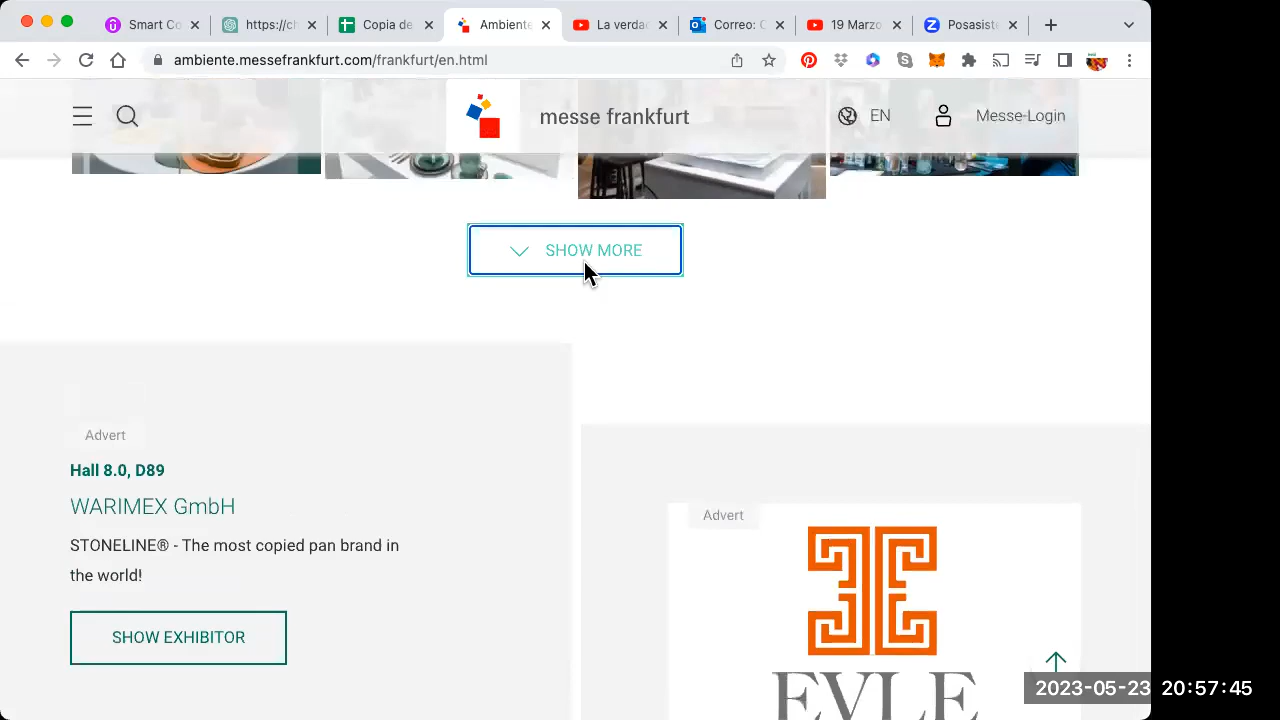 Smart Co
https://ch
Copia de
Ambiente
La verda
Correo: C
19 Marzo
Posasiste
ambiente.messefrankfurt.com/frankfurt/en.html
messe frankfurt
EN
Messe-Login
SHOW MORE
Advert
Hall 8.0, D89
WARIMEX GmbH
STONELINE® - The most copied pan brand in
the world!
SHOW EXHIBITOR
Advert
EVLE
2023-05-23 20:57:45